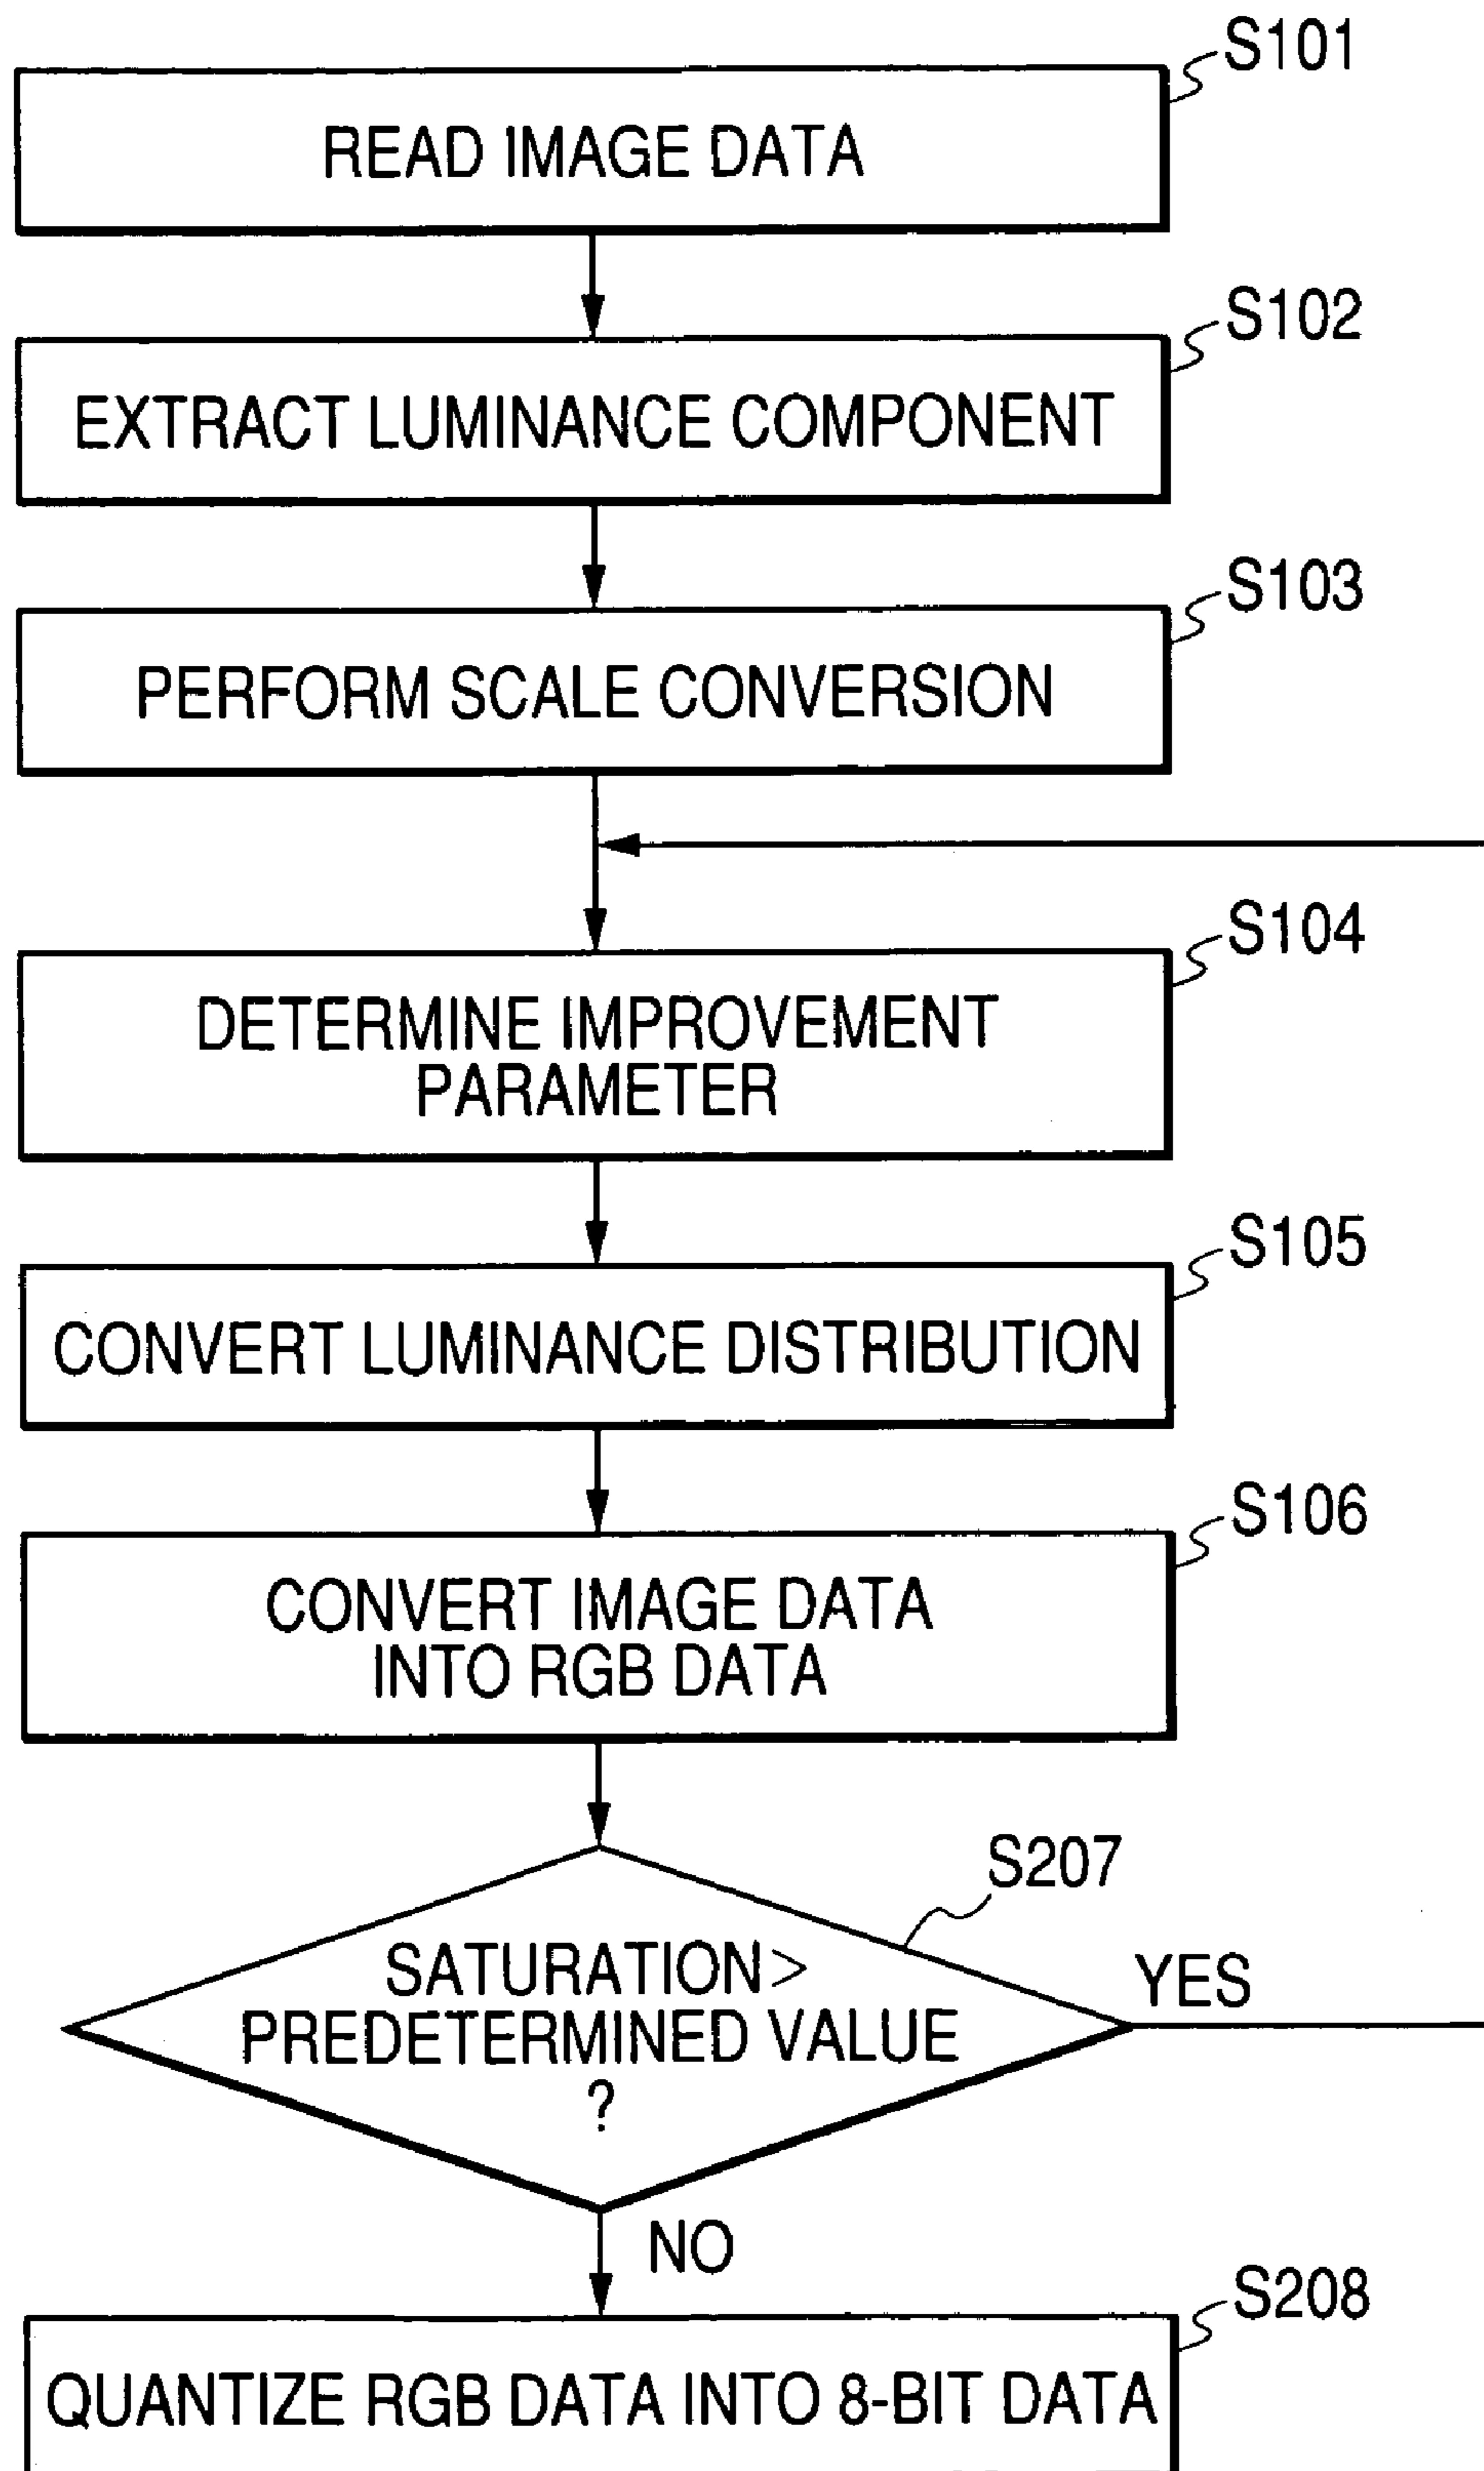 S101
READ IMAGE DATA
S102
EXTRACT LUMINANCE COMPONENT
S103
PERFORM SCALE CONVERSION
S104
DETERMINE IMPROVEMENT
PARAMETER
S105
CONVERT LUMINANCE DISTRIBUTION
S106
CONVERT IMAGE DATA
INTO RGB DATA
S207
SATURATION>
PREDETERMINED VALUE
?
YES
NO
S208
QUANTIZE RGB DATA INTO 8-BIT DATA